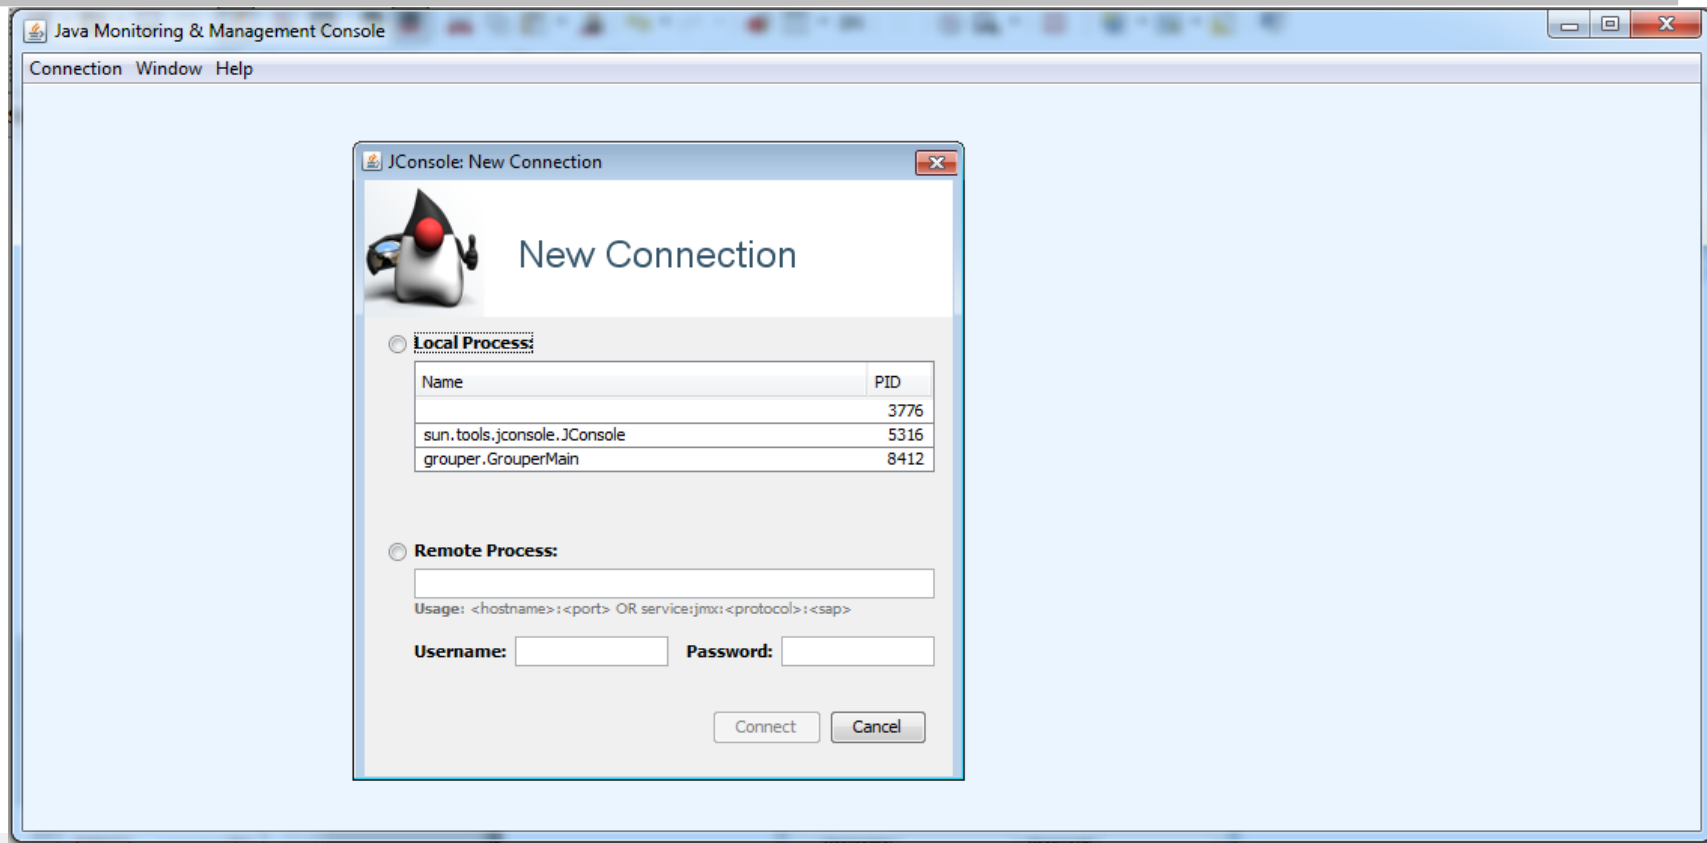 Java Monitoring & Management Console
Connection Window Help
JConsole: New Connection
New Connection
Local Process:
Name PID
3776
sun.tools.jconsole.JConsole 5316
grouper.GrouperMain 8412
Remote Process:
Usage: <hostname>:<port> OR service:jmx:<protocol>:<sap>
Username: Password:
Connect Cancel